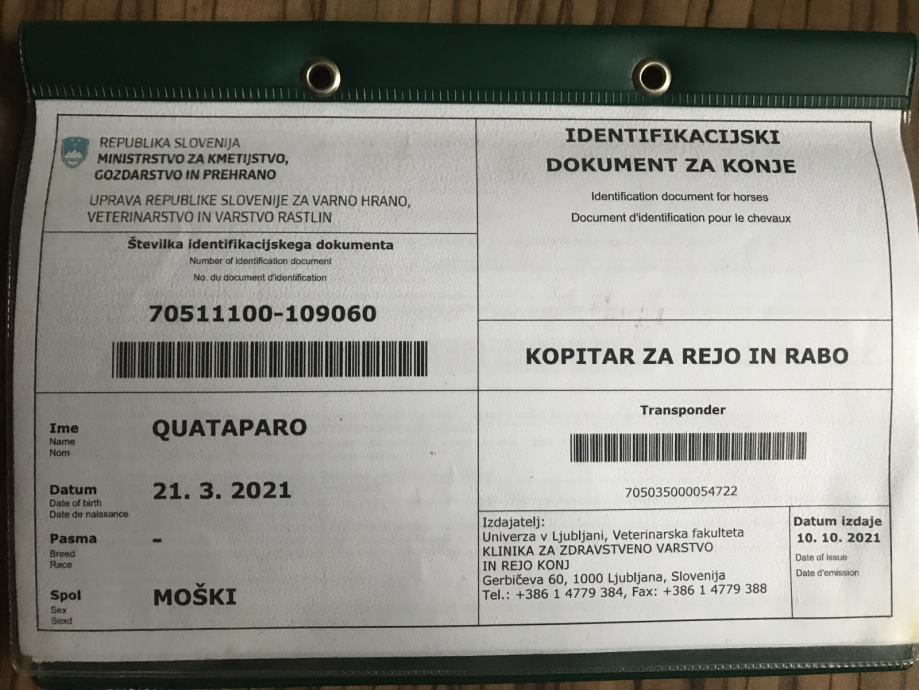 REPUBLIKA SLOVENIJA
MINISTRSTVO ZA KMETIJSTVO,
GOZDARSTVO IN PREHRANO
UPRAVA REPUBLIKE SLOVENIJE ZA VARNO HRANO,
VETERINARSTVO IN VARSTVO RASTLIN
Številka identifikacijskega dokumenta
Number of identification document
No. du document d'identification
70511100-109060
IDENTIFIKACIJSKI
DOKUMENT ZA KONJE
Identification document for horses
Document d'identification pour le chevaux
KOPITAR ZA REJO IN RABO
Ime
Name
Nom
QUATAPARO
Datum
Date of birth
Date de naissance
21. 3. 2021
Pasma
Breed
Race
-
Spol
Sex
Sexd
MOŠKI
Transponder
705035000054722
Izdajatelj:
Univerza v Ljubljani, Veterinarska fakulteta
KLINIKA ZA ZDRAVSTVENO VARSTVO
IN REJO KONJ
Gerbičeva 60, 1000 Ljubljana, Slovenija
Tel.: +386 1 4779 384, Fax: +386 1 4779 388
Datum izdaje
10. 10. 2021
Date of issue
Date d'emission